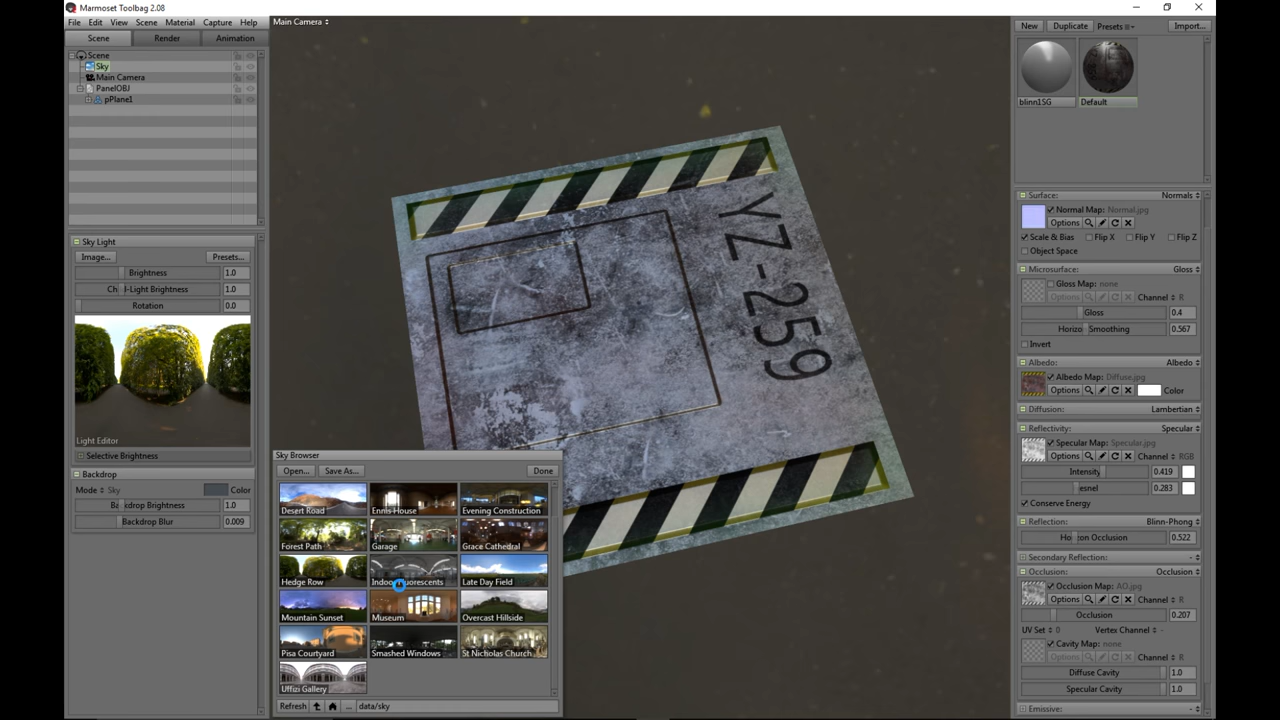 Marmoset Toolbag 2.08
File Edit View Scene Material Capture Help
Scene Render Animation
Scene
Sky
Main Camera
PanelOBJ
pPlane1
Sky Light
Image... Presets...
Brightness 1.0
Ch J-Light Brightness 1.0
Rotation 0.0
Light Editor
Selective Brightness
Backdrop
Mode Sky Color
Ba kdrop Brightness 1.0
Backdrop Blur 0.009
Main Camera
YZ-259
Sky Browser
Open... Save As... Done
Desert Road Ennis House Evening Construction
Forest Path Garage Grace Cathedral
Hedge Row Indoor Fluorescents Late Day Field
Mountain Sunset Museum Overcast Hillside
Pisa Courtyard Smashed Windows St Nicholas Church
Uffizi Gallery
Refresh ... data/sky
New Duplicate Presets Import...
blinn1SG Default
Surface: Normals
Normal Map: Normal.jpg
Options
Scale & Bias Flip X Flip Y Flip Z
Object Space
Microsurface: Gloss
Gloss Map: none
Options Channel R
Gloss 0.4
Horizo Smoothing 0.567
Invert
Albedo: Albedo
Albedo Map: Diffuse.jpg
Options Color
Diffusion: Lambertian
Reflectivity: Specular
Specular Map: Specular.jpg
Options Channel RGB
Intensity 0.419
esnel 0.283
Conserve Energy
Reflection: Blinn-Phong
Ho on Occlusion 0.522
Secondary Reflection: -
Occlusion: Occlusion
Occlusion Map: AO.jpg
Options Channel R
Occlusion 0.207
UV Set 0 Vertex Channel -
Cavity Map: none
Options Channel R
Diffuse Cavity 1.0
Specular Cavity 1.0
Emissive: -